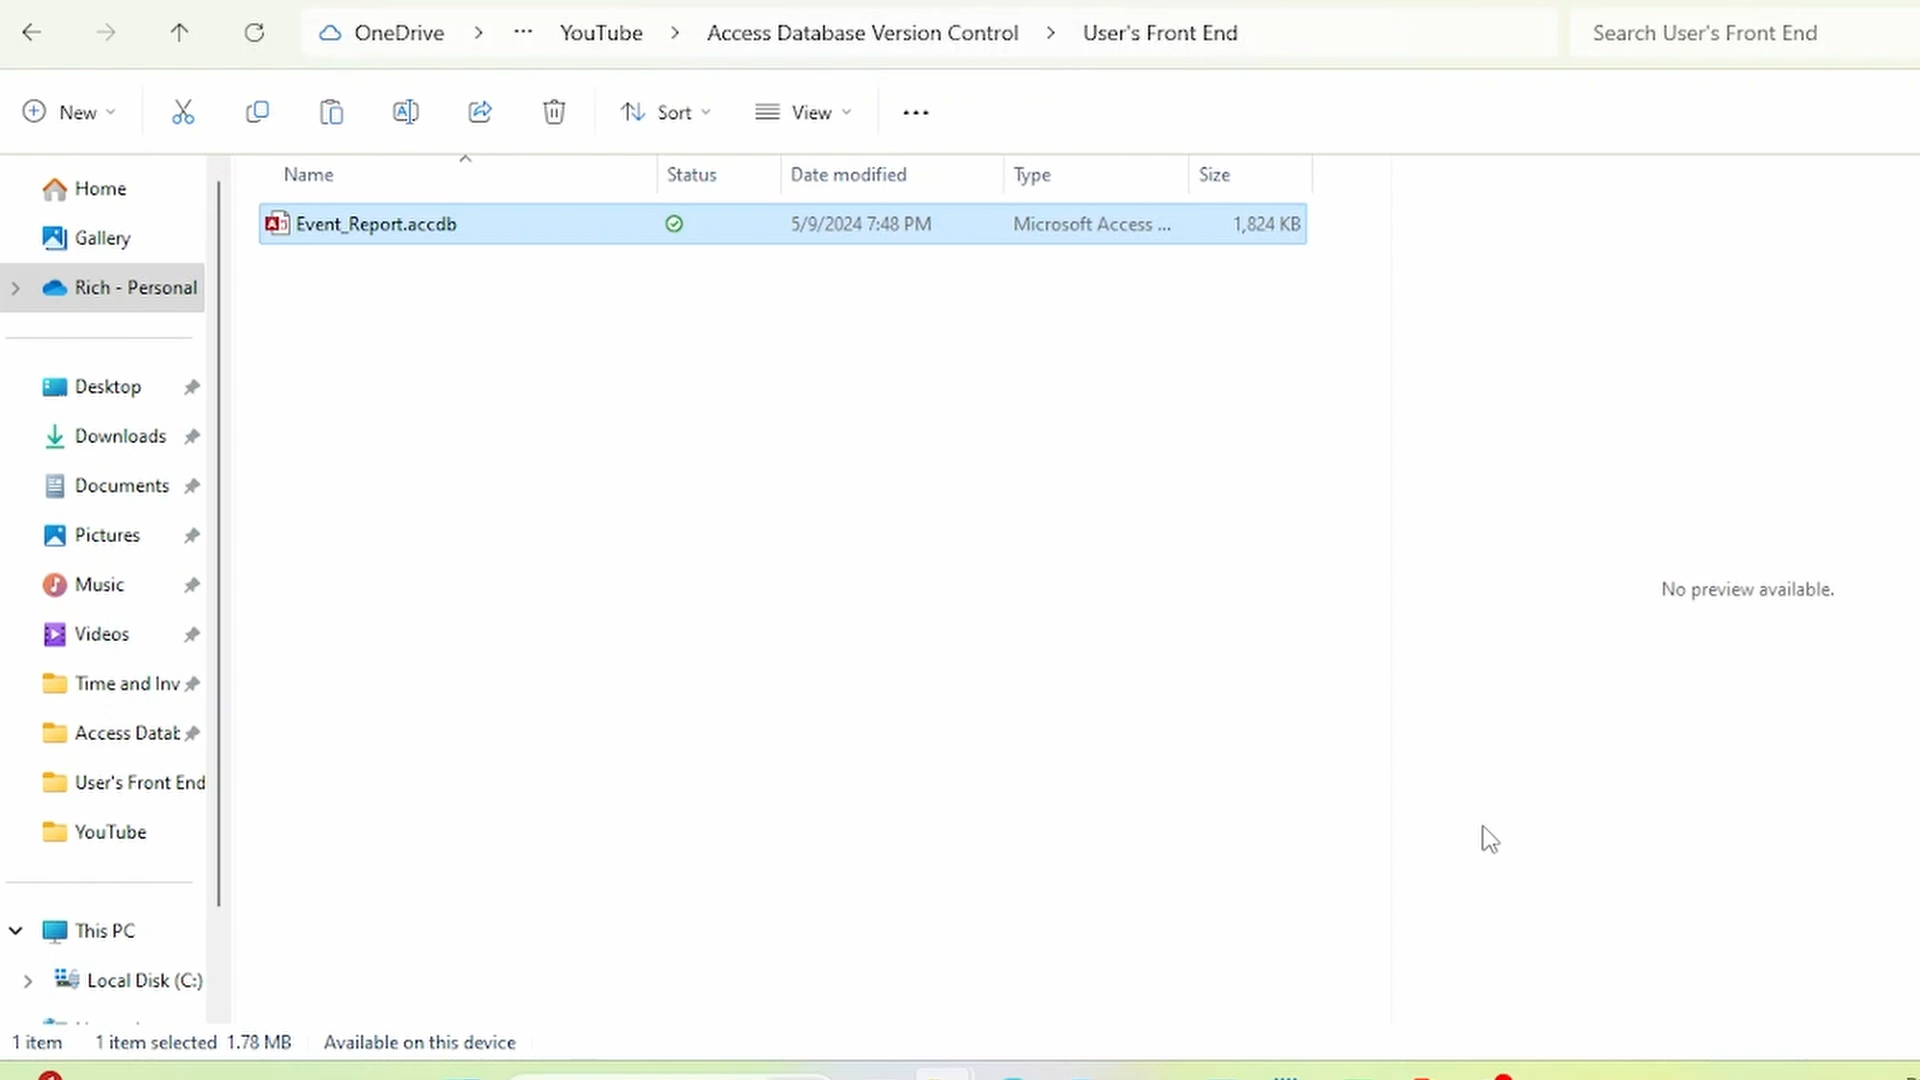 OneDrive > ... YouTube > Access Database Version Control > User's Front End
Search User's Front End
New
Sort
View
Name Status Date modified Type Size
Event_Report.accdb 5/9/2024 7:48 PM Microsoft Access ... 1,824 KB
Home
Gallery
Rich - Personal
Desktop
Downloads
Documents
Pictures
Music
Videos
Time and Inv
Access Datab
User's Front End
YouTube
This PC
Local Disk (C:)
No preview available.
1 item 1 item selected 1.78 MB Available on this device